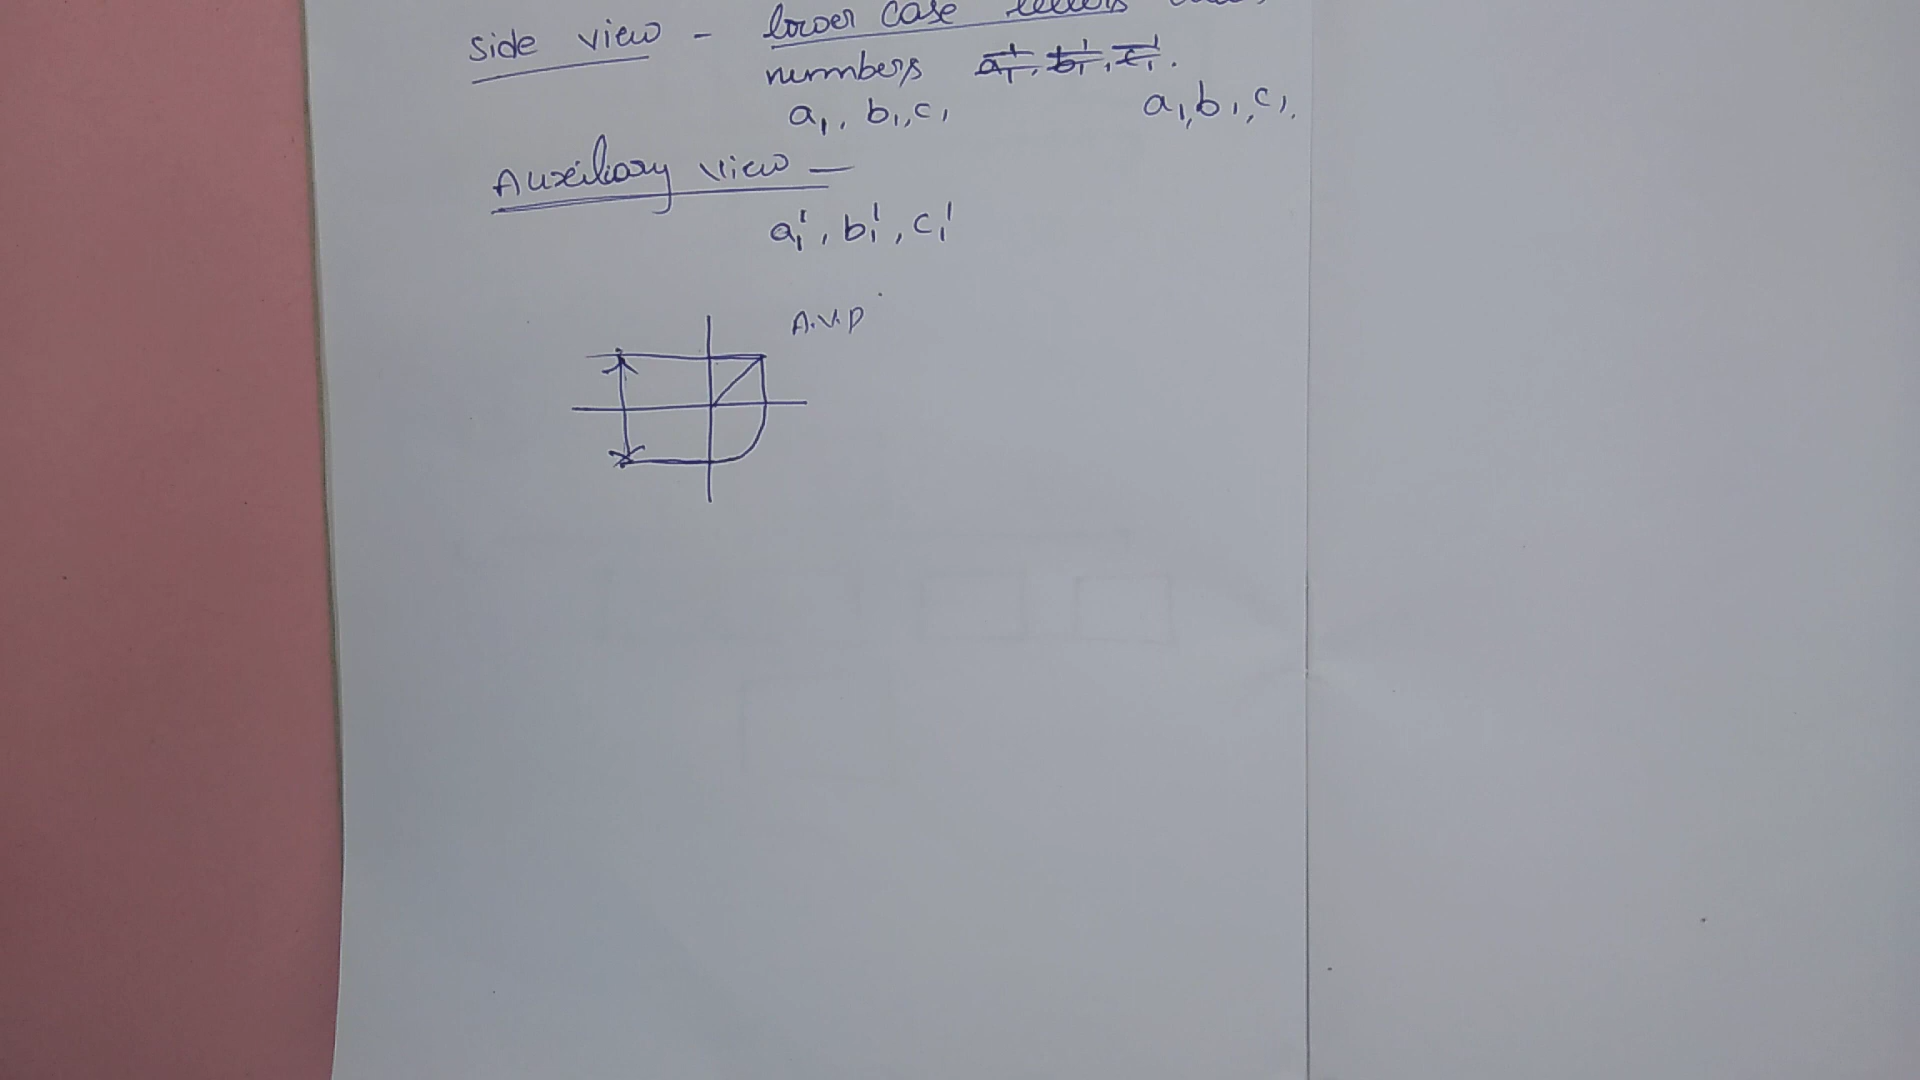 side view - lower case letters
numbers a₁', b₁', c₁'.
a₁, b₁, c₁ a₁, b₁, c₁.
Auxiliary view —
a₁', b₁', c₁'
A.V.P